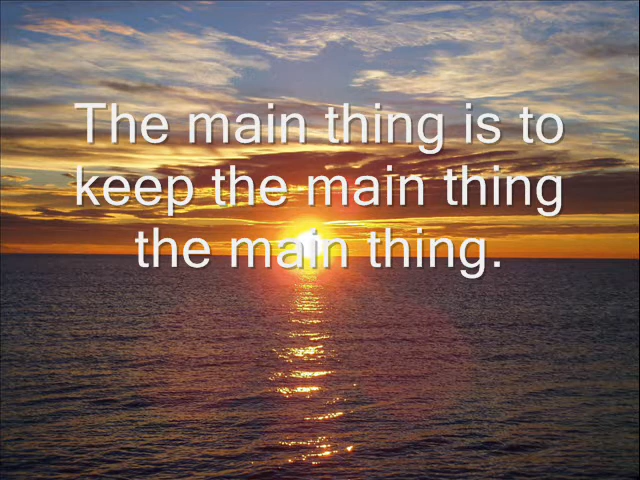 The main thing is to
keep the main thing
the main thing.